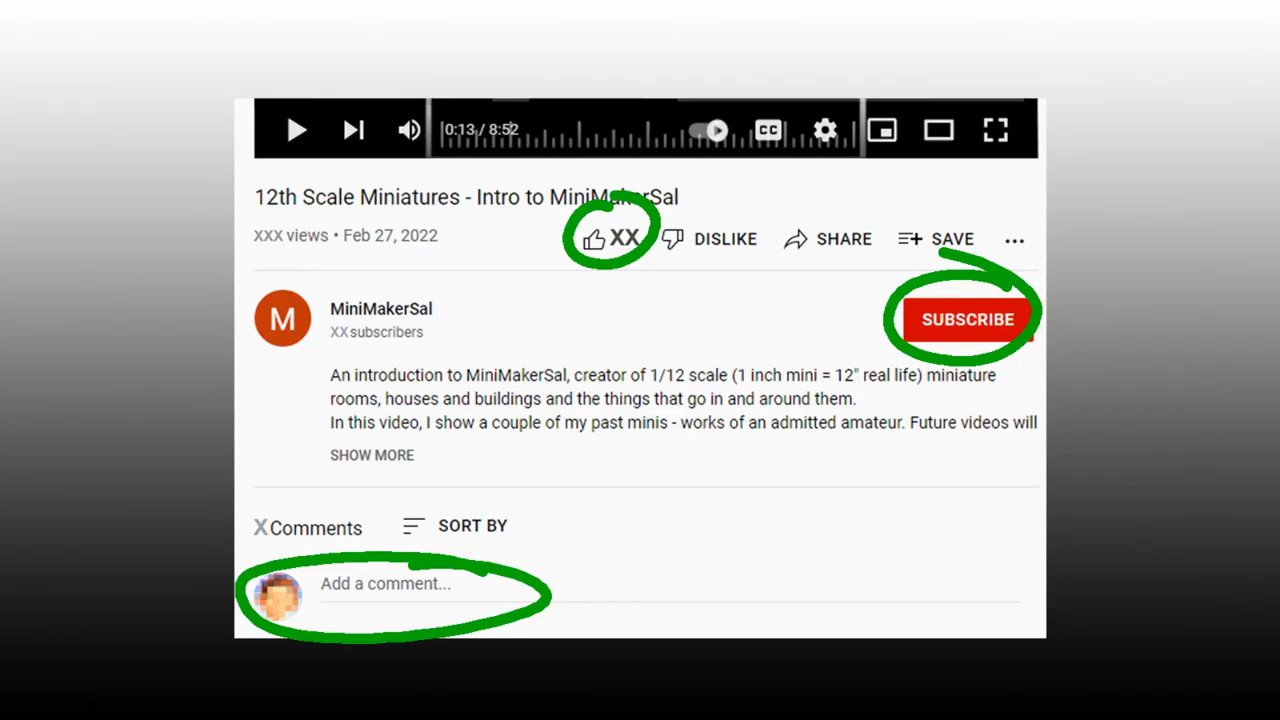 0:13 / 8:52
CC
12th Scale Miniatures - Intro to MiniMakerSal
XXX views • Feb 27, 2022
XX DISLIKE SHARE SAVE ...
M
MiniMakerSal
XX subscribers
SUBSCRIBE
An introduction to MiniMakerSal, creator of 1/12 scale (1 inch mini = 12" real life) miniature
rooms, houses and buildings and the things that go in and around them.
In this video, I show a couple of my past minis - works of an admitted amateur. Future videos will
SHOW MORE
X Comments SORT BY
Add a comment...